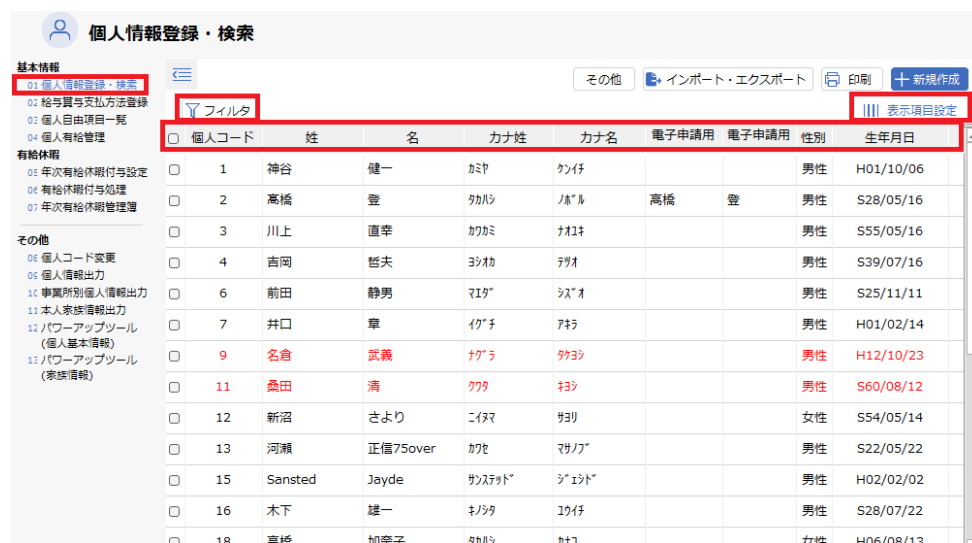 個人情報登録・検索
基本情報
01 個人情報登録・検索
02 給与賞与支払方法登録
03 個人自由項目一覧
04 個人有給管理
有給休暇
05 年次有給休暇付与設定
06 有給休暇付与処理
07 年次有給休暇管理簿
その他
08 個人コード変更
09 個人情報出力
10 事業所別個人情報出力
11 本人家族情報出力
12 パワーアップツール
(個人基本情報)
13 パワーアップツール
(家族情報)
その他 インポート・エクスポート 印刷 新規作成
フィルタ 表示項目設定
個人コード 姓 名 カナ姓 カナ名 電子申請用 電子申請用 性別 生年月日
1 神谷 健一 ｶﾐﾔ ｹﾝｲﾁ 男性 H01/10/06
2 髙橋 登 ﾀｶﾊｼ ﾉﾎﾞﾙ 高橋 登 男性 S28/05/16
3 川上 直幸 ｶﾜｶﾐ ﾅｵﾕｷ 男性 S55/05/16
4 吉岡 哲夫 ﾖｼｵｶ ﾃﾂｵ 男性 S39/07/16
6 前田 静男 ﾏｴﾀﾞ ｼｽﾞｵ 男性 S25/11/11
7 井口 章 ｲｸﾞﾁ ｱｷﾗ 男性 H01/02/14
9 名倉 武義 ﾅｸﾞﾗ ﾀｹﾖｼ 男性 H12/10/23
11 桑田 清 ｸﾜﾀ ｷﾖｼ 男性 S60/08/12
12 新沼 さより ﾆｲﾇﾏ ｻﾖﾘ 女性 S54/05/14
13 河瀬 正信75over ｶﾜｾ ﾏｻﾉﾌﾞ 男性 S22/05/22
15 Sansted Jayde ｻﾝｽﾃｯﾄﾞ ｼﾞｪｼﾄﾞ 男性 H02/02/02
16 木下 雄一 ｷﾉｼﾀ ﾕｳｲﾁ 男性 S28/07/22
18 高橋 加奈子 ﾀｶﾊｼ ｶﾅｺ 女性 H06/08/13